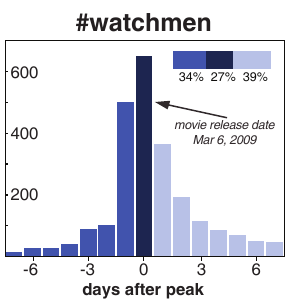 #watchmen
600
400
200
34% 27% 39%
movie release date
Mar 6, 2009
-6 -3 0 3 6
days after peak